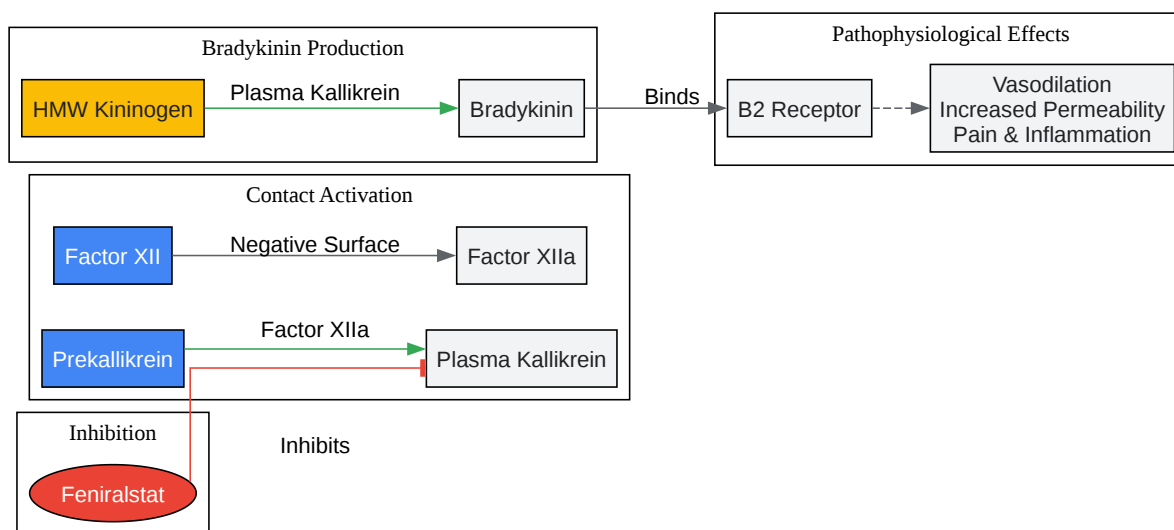 Bradykinin Production
HMW Kininogen
Plasma Kallikrein
Bradykinin
Binds
Pathophysiological Effects
B2 Receptor
Vasodilation
Increased Permeability
Pain & Inflammation
Contact Activation
Factor XII
Negative Surface
Factor XIIa
Prekallikrein
Factor XIIa
Plasma Kallikrein
Inhibition
Feniralstat
Inhibits